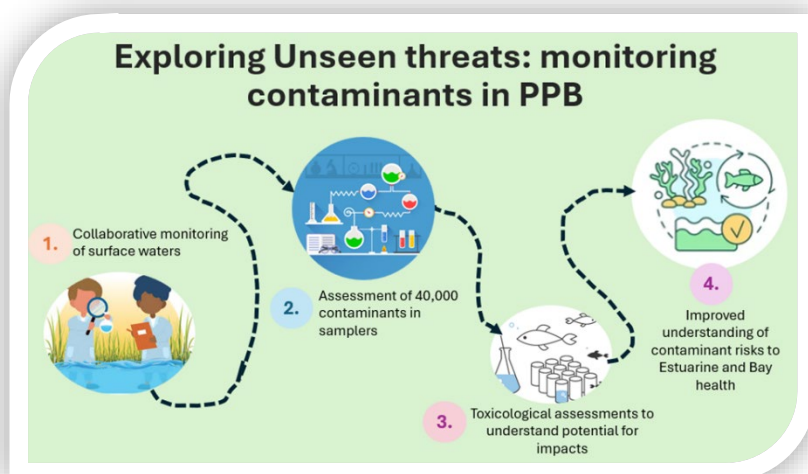 Exploring Unseen threats: monitoring
contaminants in PPB
1.
Collaborative monitoring
of surface waters
2.
Assessment of 40,000
contaminants in
samplers
3.
Toxicological assessments to
understand potential for
impacts
4.
Improved
understanding of
contaminant risks to
Estuarine and Bay
health